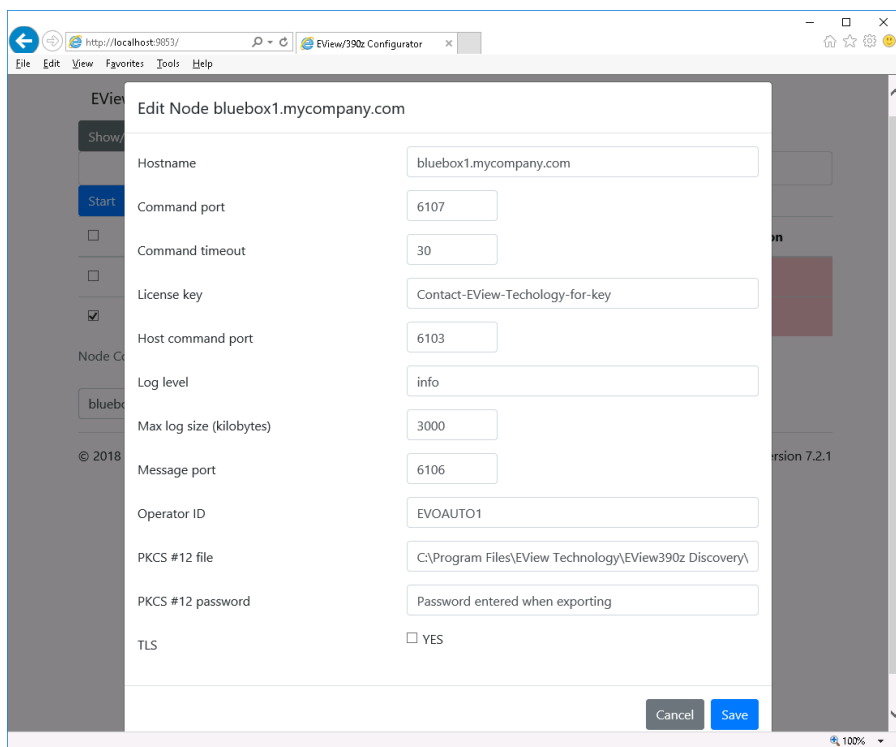 http://localhost:9853/
EView/390z Configurator
File Edit View Favorites Tools Help
EView
Show/
Start
on
Edit Node bluebox1.mycompany.com
Hostname bluebox1.mycompany.com
Command port 6107
Command timeout 30
License key Contact-EView-Techology-for-key
Host command port 6103
Log level info
Max log size (kilobytes) 3000
Message port 6106
Operator ID EVOAUTO1
PKCS #12 file C:\Program Files\EView Technology\EView390z Discovery\
PKCS #12 password Password entered when exporting
TLS YES
Node Co
bluebo
© 2018
ersion 7.2.1
Cancel Save
100%